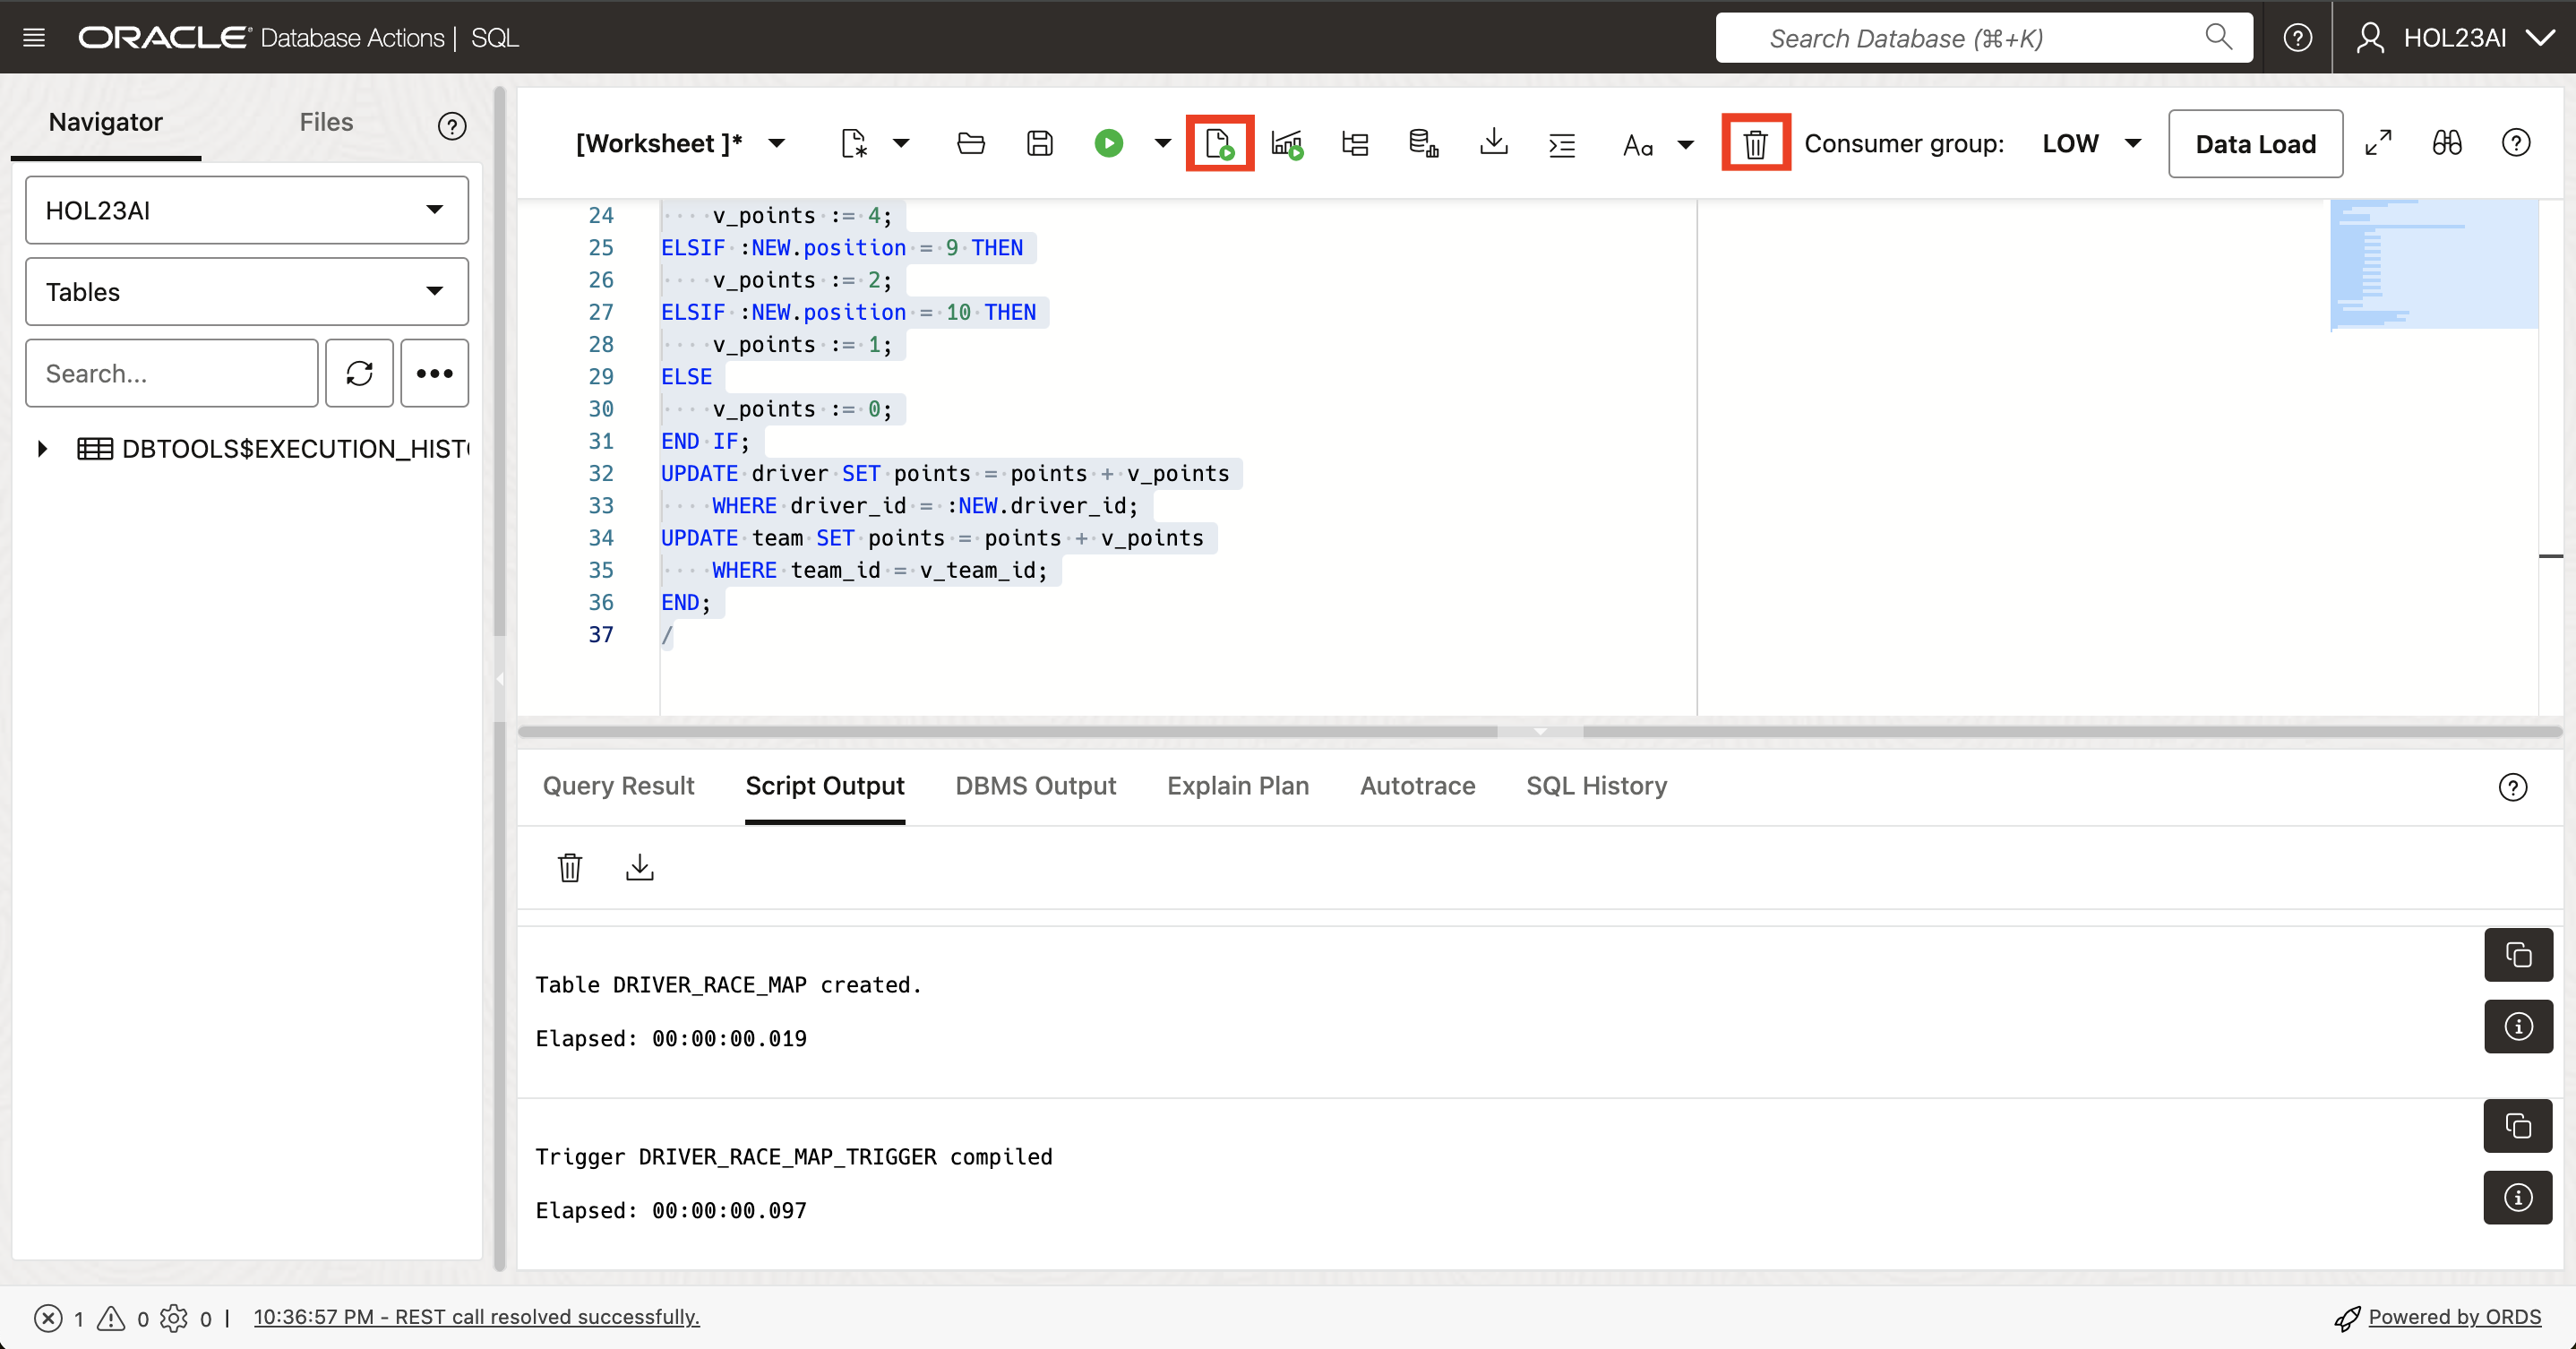 ORACLE Database Actions | SQL
Search Database (⌘+K)
HOL23AI
Navigator
Files
HOL23AI
Tables
Search...
DBTOOLS$EXECUTION_HIST
[Worksheet ]*
Aa
Consumer group:
LOW
Data Load
24 v_points := 4;
25 ELSIF :NEW.position = 9 THEN
26 v_points := 2;
27 ELSIF :NEW.position = 10 THEN
28 v_points := 1;
29 ELSE
30 v_points := 0;
31 END IF;
32 UPDATE driver SET points = points + v_points
33 WHERE driver_id = :NEW.driver_id;
34 UPDATE team SET points = points + v_points
35 WHERE team_id = v_team_id;
36 END;
37 /
Query Result
Script Output
DBMS Output
Explain Plan
Autotrace
SQL History
Table DRIVER_RACE_MAP created.
Elapsed: 00:00:00.019
Trigger DRIVER_RACE_MAP_TRIGGER compiled
Elapsed: 00:00:00.097
1 0 0 | 10:36:57 PM - REST call resolved successfully.
Powered by ORDS